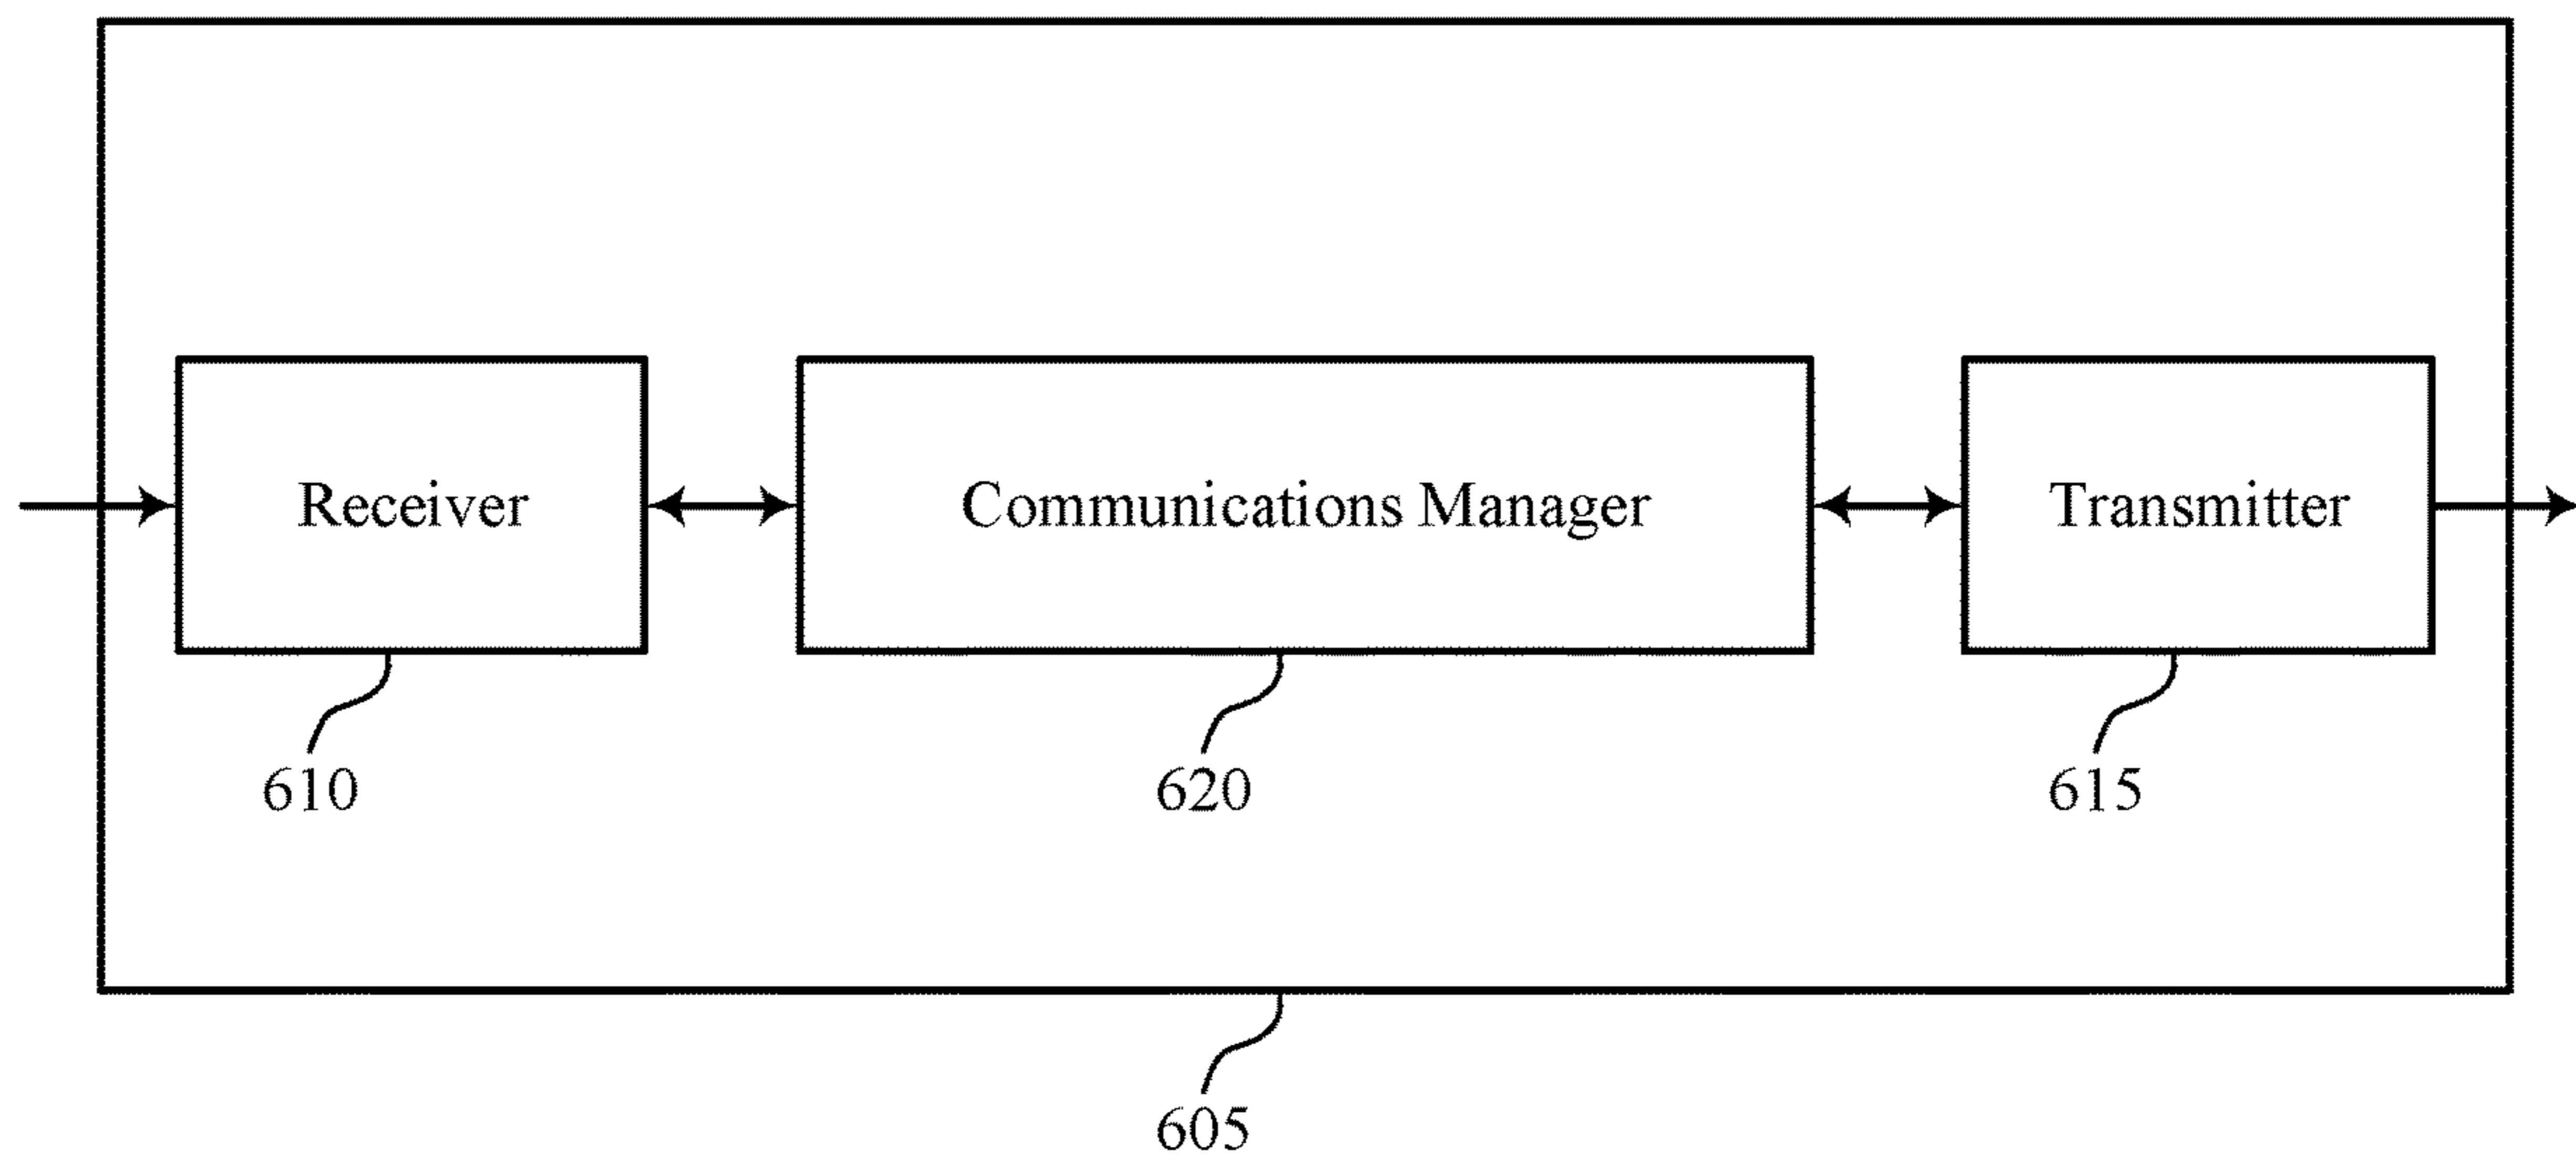 Receiver
Communications Manager
Transmitter
610
620
615
605